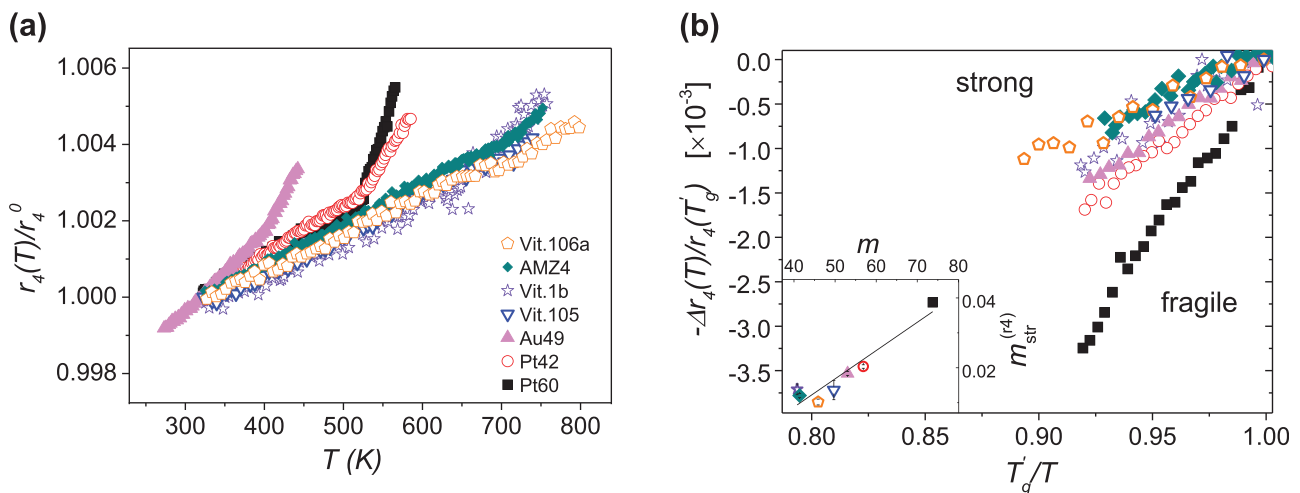 (a)
r₄(T)/r₄⁰
1.006
1.004
1.002
1.000
0.998
300 400 500 600 700 800
T (K)
Vit.106a
AMZ4
Vit.1b
Vit.105
Au49
Pt42
Pt60
(b)
-Δr₄(T)/r₄(T'g) [×10⁻³]
0.0
-0.5
-1.0
-1.5
-2.0
-2.5
-3.0
-3.5
strong
fragile
m
40 50 60 70 80
0.04
0.02
m str (r4)
0.80 0.85 0.90 0.95 1.00
T'g/T